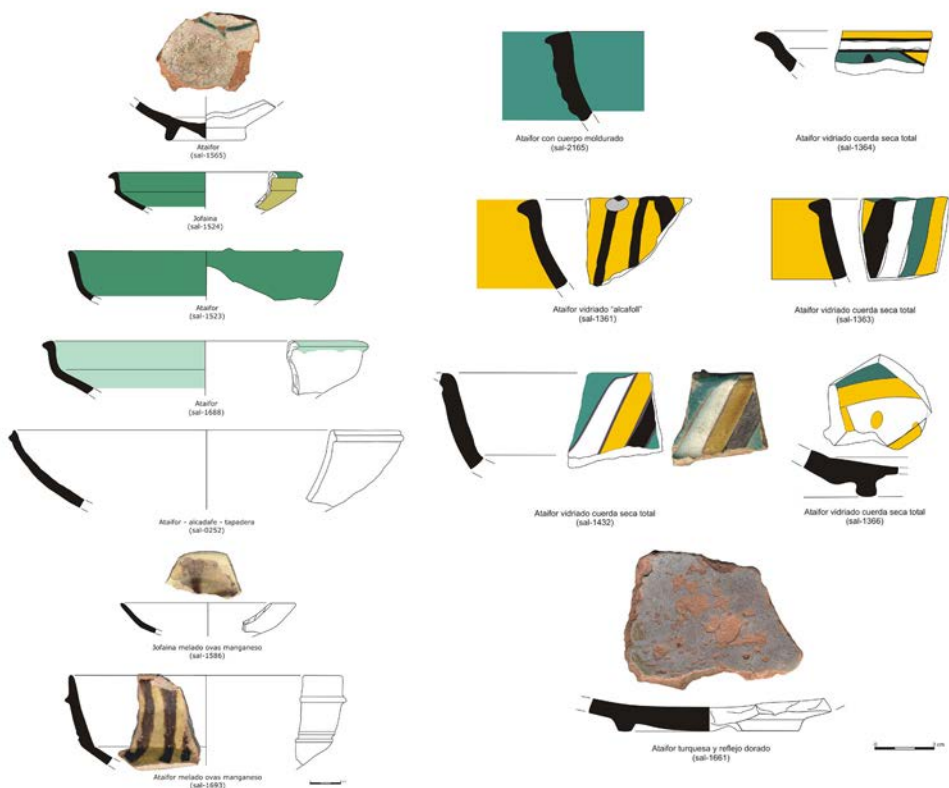 Ataifor
(sal-1565)
Jofaina
(sal-1524)
Ataifor
(sal-1523)
Ataifor
(sal-1688)
Ataifor - alcadafe - tapadera
(sal-0252)
Jofaina melado ovas manganeso
(sal-1586)
Ataifor melado ovas manganeso
(sal-1693)
Ataifor con cuerpo moldurado
(sal-2165)
Ataifor vidriado cuerda seca total
(sal-1364)
Ataifor vidriado "alcafoll"
(sal-1361)
Ataifor vidriado cuerda seca total
(sal-1363)
Ataifor vidriado cuerda seca total
(sal-1432)
Ataifor vidriado cuerda seca total
(sal-1366)
Ataifor turquesa y reflejo dorado
(sal-1661)